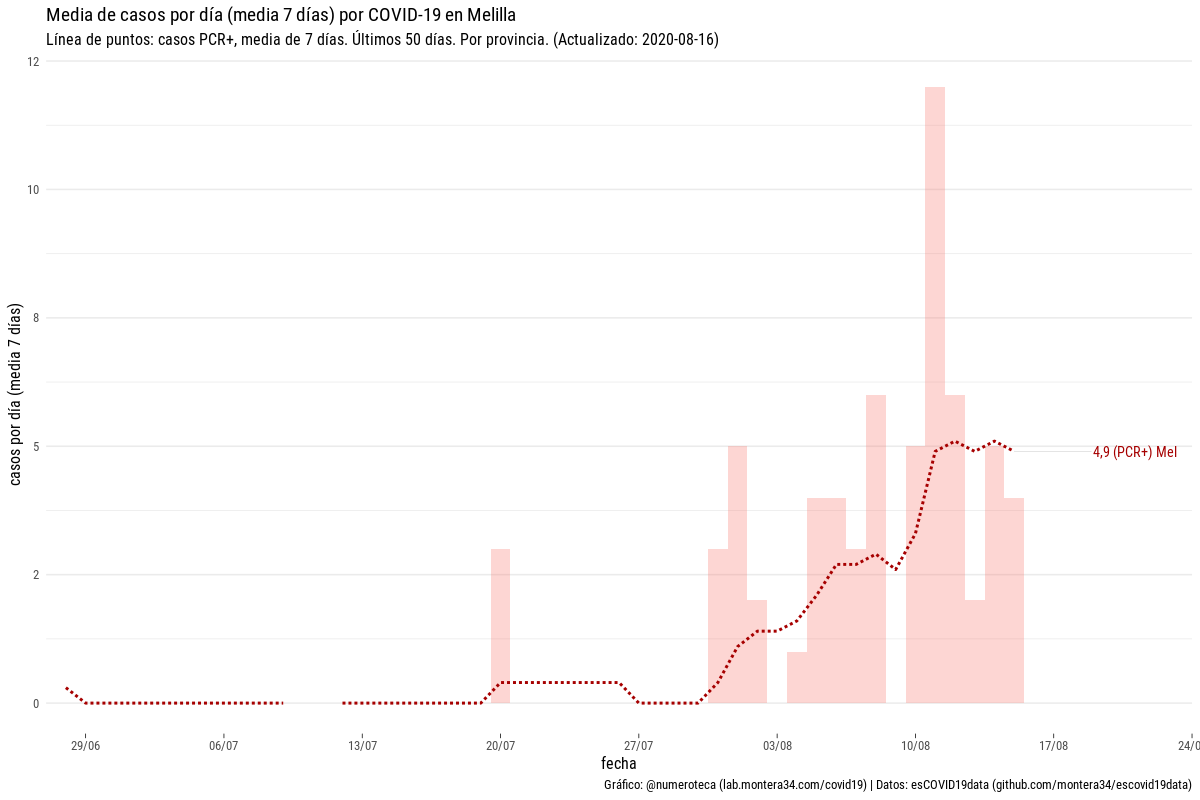 Media de casos por día (media 7 días) por COVID-19 en Melilla
Línea de puntos: casos PCR+, media de 7 días. Últimos 50 días. Por provincia. (Actualizado: 2020-08-16)
casos por día (media 7 días)
12
10
8
5
2
0
4,9 (PCR+) Mel
29/06
06/07
13/07
20/07
27/07
03/08
10/08
17/08
24/0
fecha
Gráfico: @numeroteca (lab.montera34.com/covid19) | Datos: esCOVID19data (github.com/montera34/escovid19data)